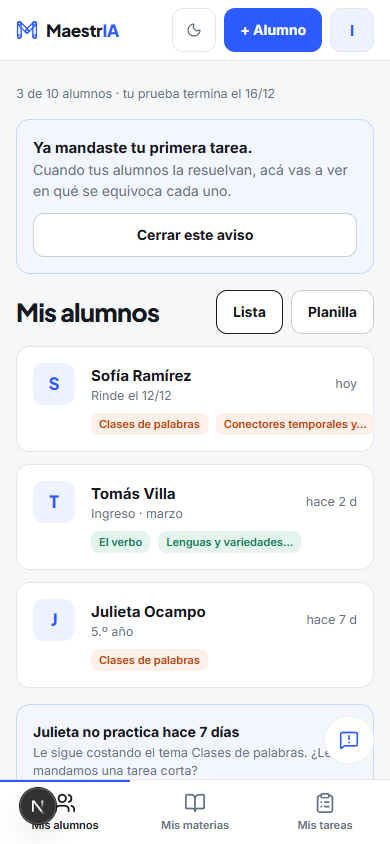 MaestrIA
+ Alumno
I
3 de 10 alumnos · tu prueba termina el 16/12
Ya mandaste tu primera tarea.
Cuando tus alumnos la resuelvan, acá vas a ver
en qué se equivoca cada uno.
Cerrar este aviso
Mis alumnos
Lista
Planilla
S
Sofía Ramírez
hoy
Rinde el 12/12
Clases de palabras
Conectores temporales y...
T
Tomás Villa
hace 2 d
Ingreso · marzo
El verbo
Lenguas y variedades...
J
Julieta Ocampo
hace 7 d
5.º año
Clases de palabras
Julieta no practica hace 7 días
Le sigue costando el tema Clases de palabras. ¿Le
mandamos una tarea corta?
N
Mis alumnos
Mis materias
Mis tareas